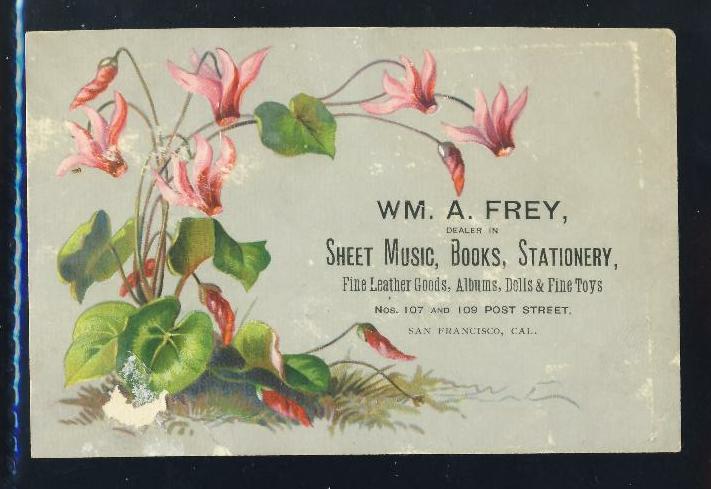 WM. A. FREY,
DEALER IN
SHEET MUSIC, BOOKS, STATIONERY,
Fine Leather Goods, Albums, Dolls & Fine Toys
Nos. 107 AND 109 POST STREET,
SAN FRANCISCO, CAL.